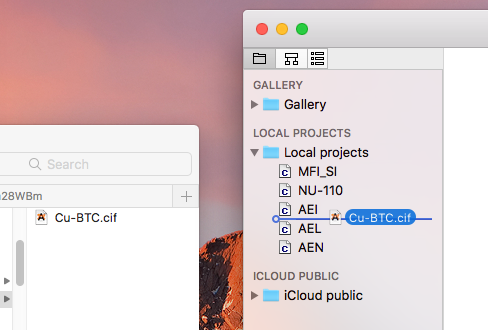 GALLERY
Gallery
LOCAL PROJECTS
Local projects
MFI_SI
NU-110
AEI
Cu-BTC.cif
AEL
AEN
ICLOUD PUBLIC
iCloud public
Search
28WBm
Cu-BTC.cif